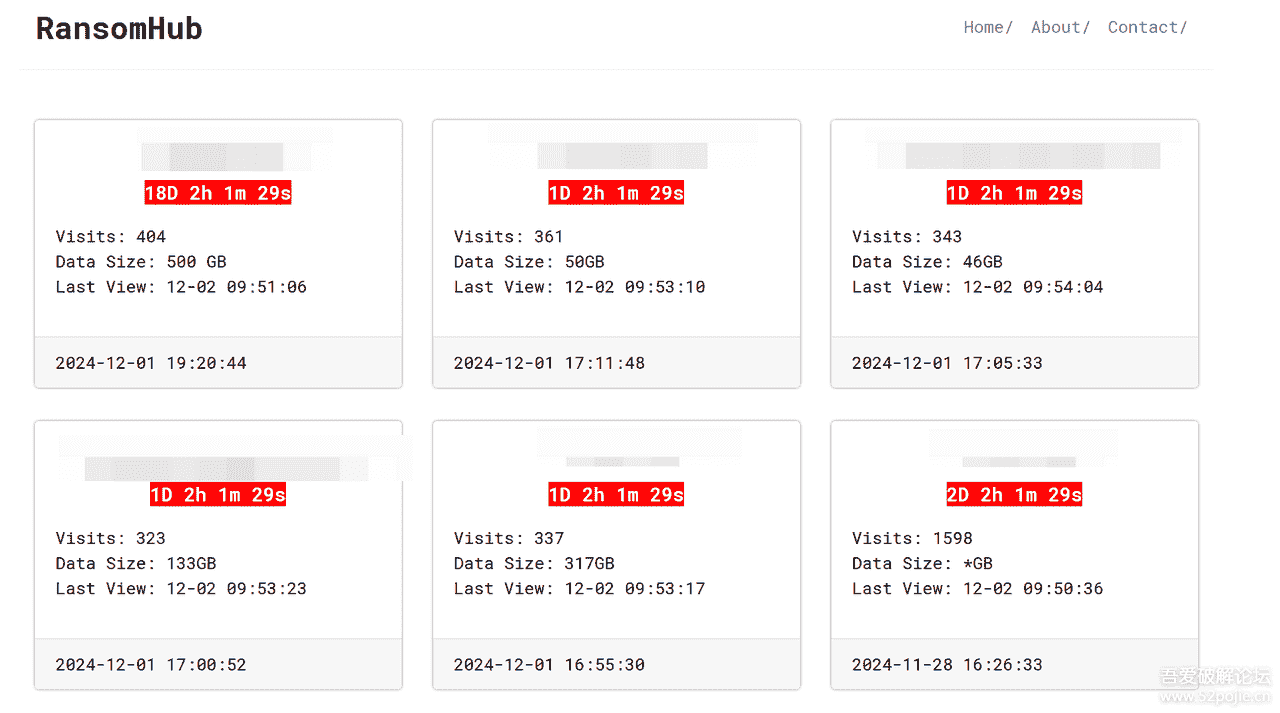 RansomHub
Home/ About/ Contact/
18D 2h 1m 29s
Visits: 404
Data Size: 500 GB
Last View: 12-02 09:51:06
2024-12-01 19:20:44
1D 2h 1m 29s
Visits: 361
Data Size: 50GB
Last View: 12-02 09:53:10
2024-12-01 17:11:48
1D 2h 1m 29s
Visits: 343
Data Size: 46GB
Last View: 12-02 09:54:04
2024-12-01 17:05:33
1D 2h 1m 29s
Visits: 323
Data Size: 133GB
Last View: 12-02 09:53:23
2024-12-01 17:00:52
1D 2h 1m 29s
Visits: 337
Data Size: 317GB
Last View: 12-02 09:53:17
2024-12-01 16:55:30
2D 2h 1m 29s
Visits: 1598
Data Size: *GB
Last View: 12-02 09:50:36
2024-11-28 16:26:33
吾爱破解论坛
www.52pojie.cn